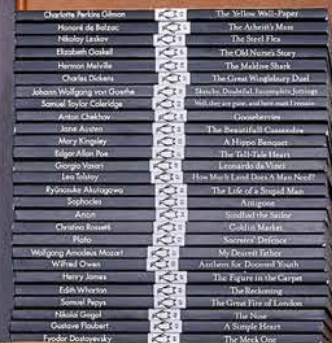 Charlotte Perkins Gilman The Yellow Wall-Paper
Honoré de Balzac The Atheist's Mass
Nikolay Leskov The Steel Flea
Elizabeth Gaskell The Old Nurse's Story
Herman Melville The Maldive Shark
Charles Dickens The Great Winglebury Duel
Johann Wolfgang von Goethe Sketchy, Doubtful, Incomplete Jottings
Samuel Taylor Coleridge Well, they are gone, and here must I remain
Anton Chekhov Gooseberries
Jane Austen The Beautifull Cassandra
Mary Kingsley A Hippo Banquet
Edgar Allan Poe The Tell-Tale Heart
Giorgio Vasari Leonardo da Vinci
Leo Tolstoy How Much Land Does A Man Need?
Ryūnosuke Akutagawa The Life of a Stupid Man
Sophocles Antigone
Anon Sindbad the Sailor
Christina Rossetti Goblin Market
Plato Socrates' Defence
Wolfgang Amadeus Mozart My Dearest Father
Wilfred Owen Anthem for Doomed Youth
Henry James The Figure in the Carpet
Edith Wharton The Reckoning
Samuel Pepys The Great Fire of London
Nikolai Gogol The Nose
Gustave Flaubert A Simple Heart
Fyodor Dostoyevsky The Meek One